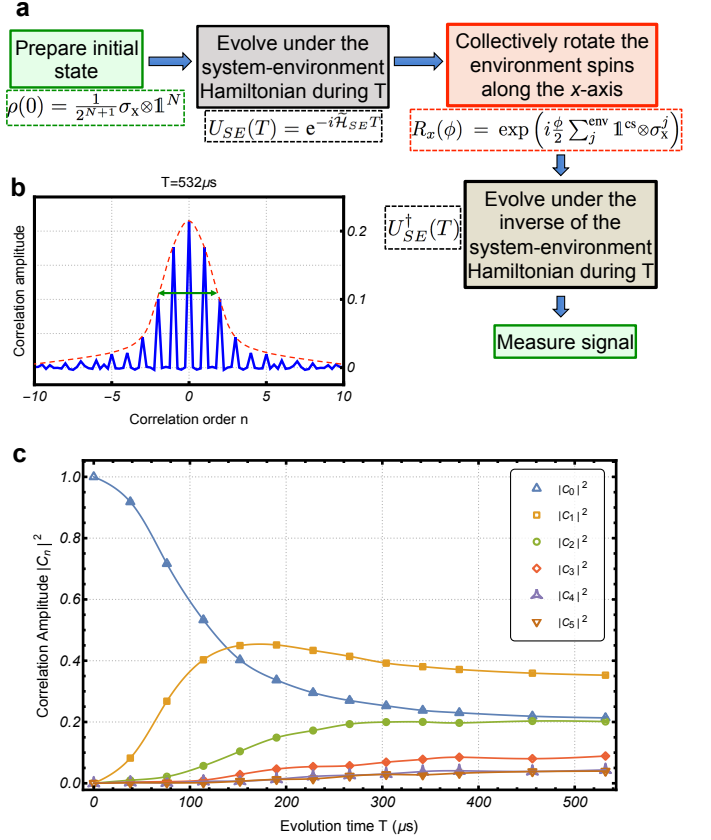 a
Prepare initial
state
ρ(0) = 1/2^{N+1} σ_x⊗𝟙^N
Evolve under the
system-environment
Hamiltonian during T
U_{SE}(T) = e^{-iℋ̃_{SE}T}
Collectively rotate the
environment spins
along the x-axis
R_x(ϕ) = exp(i ϕ/2 ∑_j^{env} 𝟙^{cs}⊗σ_x^j)
U_{SE}^†(T)
Evolve under the
inverse of the
system-environment
Hamiltonian during T
Measure signal
b
T=532μs
Correlation amplitude
0.2
0.1
0
−10
−5
0
5
10
Correlation order n
c
Correlation Amplitude |C_n|^2
1.0
0.8
0.6
0.4
0.2
0.0
0
100
200
300
400
500
Evolution time T (μs)
|C_0|^2
|C_1|^2
|C_2|^2
|C_3|^2
|C_4|^2
|C_5|^2